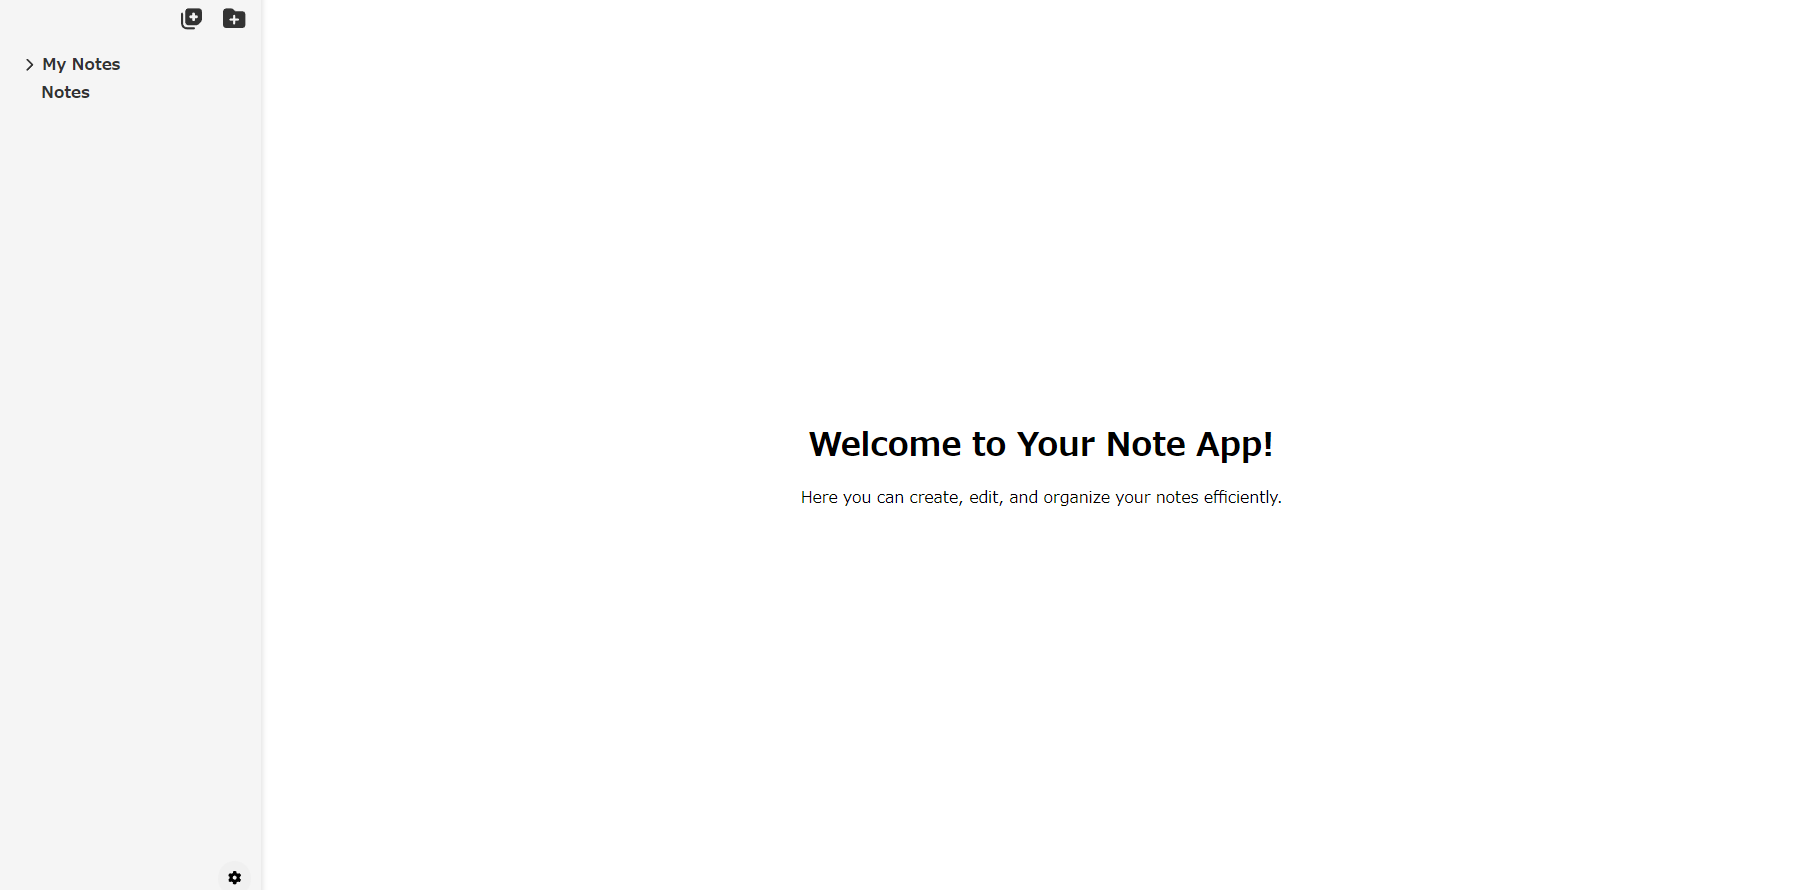 My Notes
Notes
Welcome to Your Note App!
Here you can create, edit, and organize your notes efficiently.